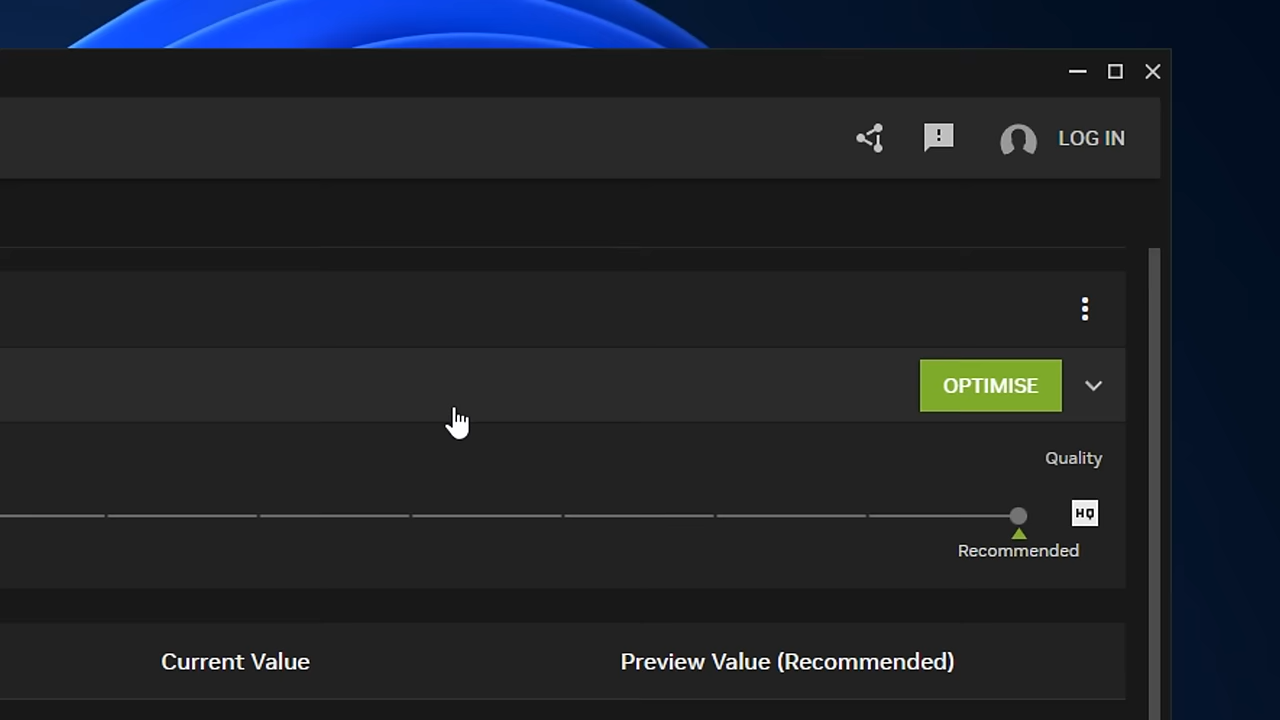 LOG IN
OPTIMISE
Quality
HQ
Recommended
Current Value
Preview Value (Recommended)